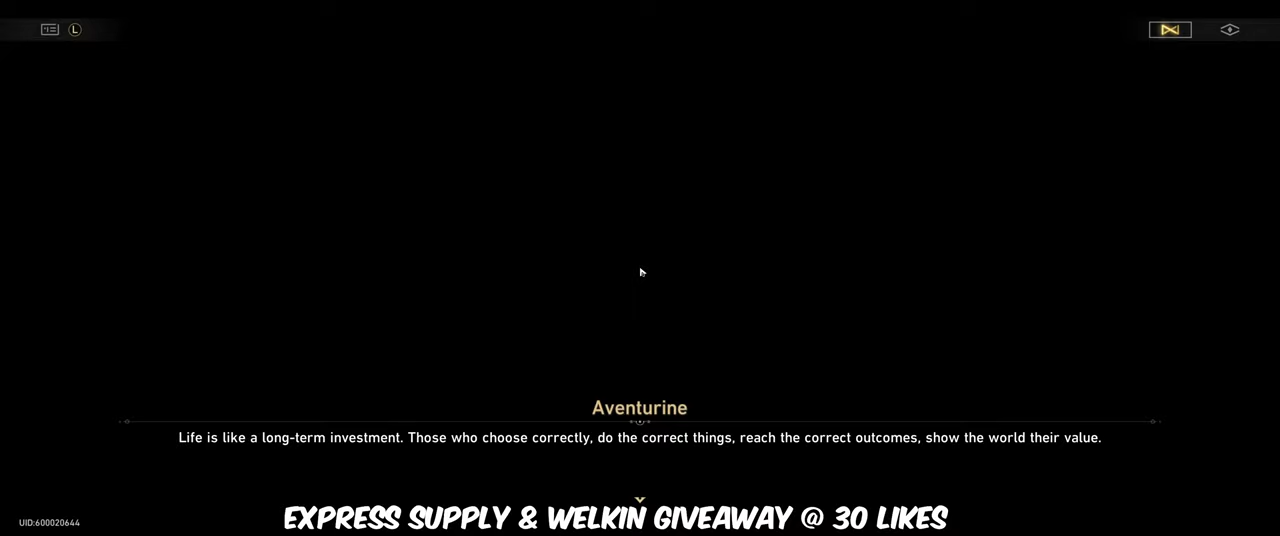 L
Aventurine
Life is like a long-term investment. Those who choose correctly, do the correct things, reach the correct outcomes, show the world their value.
EXPRESS SUPPLY & WELKIN GIVEAWAY @ 30 LIKES
UID:600020644